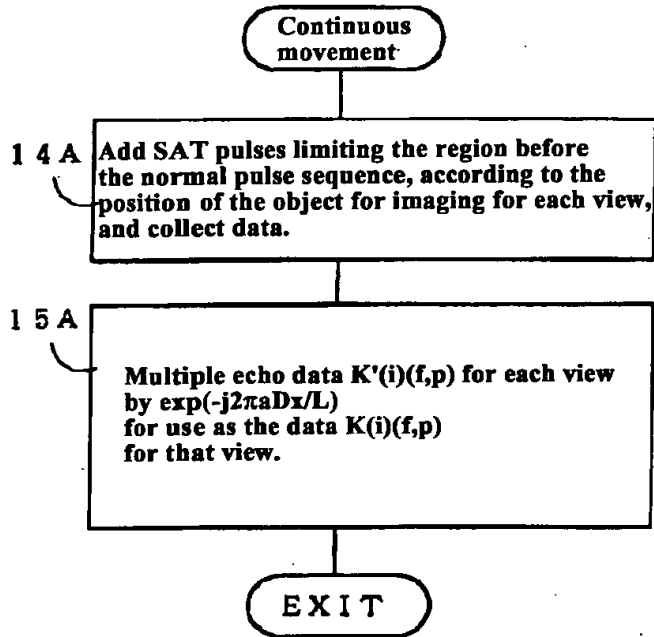 Continuous
movement
14A
Add SAT pulses limiting the region before
the normal pulse sequence, according to the
position of the object for imaging for each view,
and collect data.
15A
Multiple echo data K'(i)(f,p) for each view
by exp(-j2πaDx/L)
for use as the data K(i)(f,p)
for that view.
EXIT